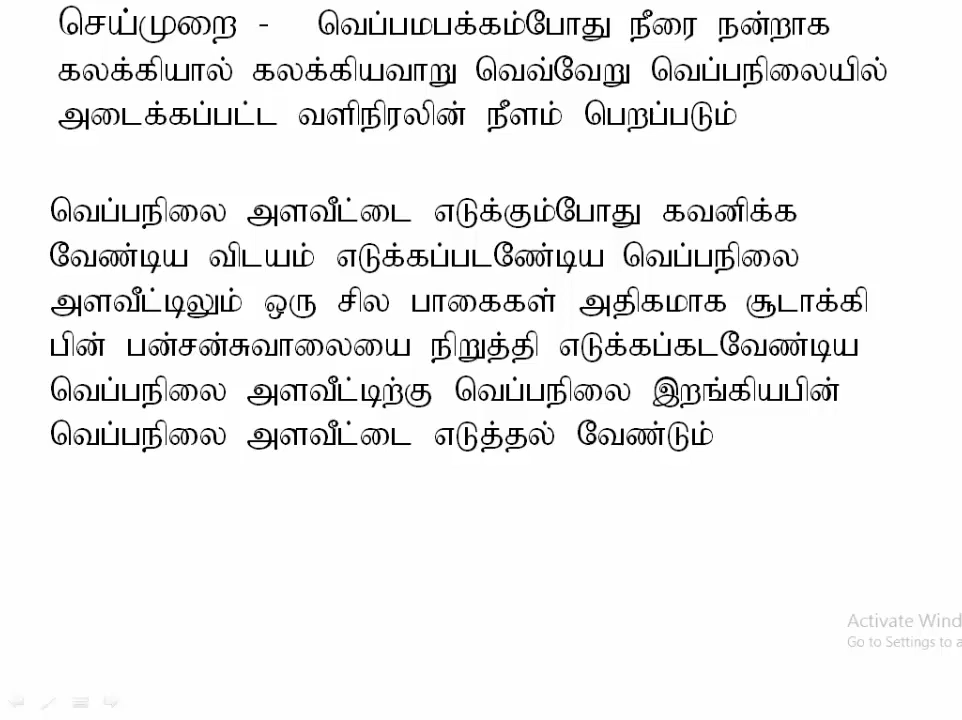 செய்முறை - வெப்பமபக்கம்போது நீரை நன்றாக
கலக்கியால் கலக்கியவாறு வெவ்வேறு வெப்பநிலையில்
அடைக்கப்பட்ட வளிநிரலின் நீளம் பெறப்படும்
வெப்பநிலை அளவீட்டை எடுக்கும்போது கவனிக்க
வேண்டிய விடயம் எடுக்கப்படணேண்டிய வெப்பநிலை
அளவீட்டிலும் ஒரு சில பாகைகள் அதிகமாக சூடாக்கி
பின் பன்சன்சுவாலையை நிறுத்தி எடுக்கப்கடவேண்டிய
வெப்பநிலை அளவீட்டிற்கு வெப்பநிலை இறங்கியபின்
வெப்பநிலை அளவீட்டை எடுத்தல் வேண்டும்
Activate Wind
Go to Settings to a